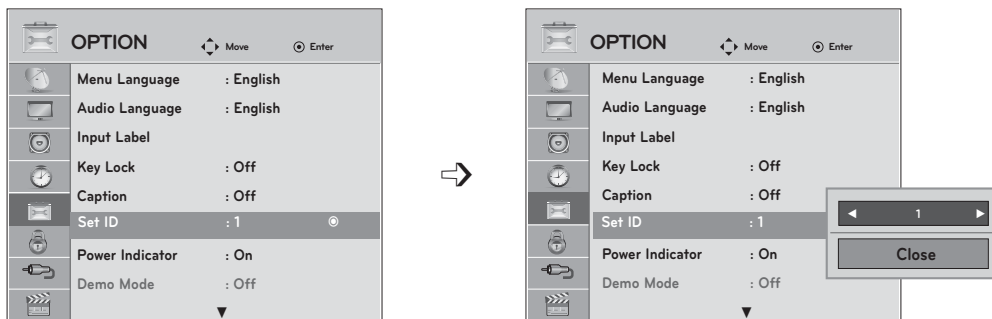 OPTION Move Enter
Menu Language : English
Audio Language : English
Input Label
Key Lock : Off
Caption : Off
Set ID : 1
Power Indicator : On
Demo Mode : Off
OPTION Move Enter
Menu Language : English
Audio Language : English
Input Label
Key Lock : Off
Caption : Off
Set ID : 1
Power Indicator : On
Demo Mode : Off
◀ 1 ▶
Close